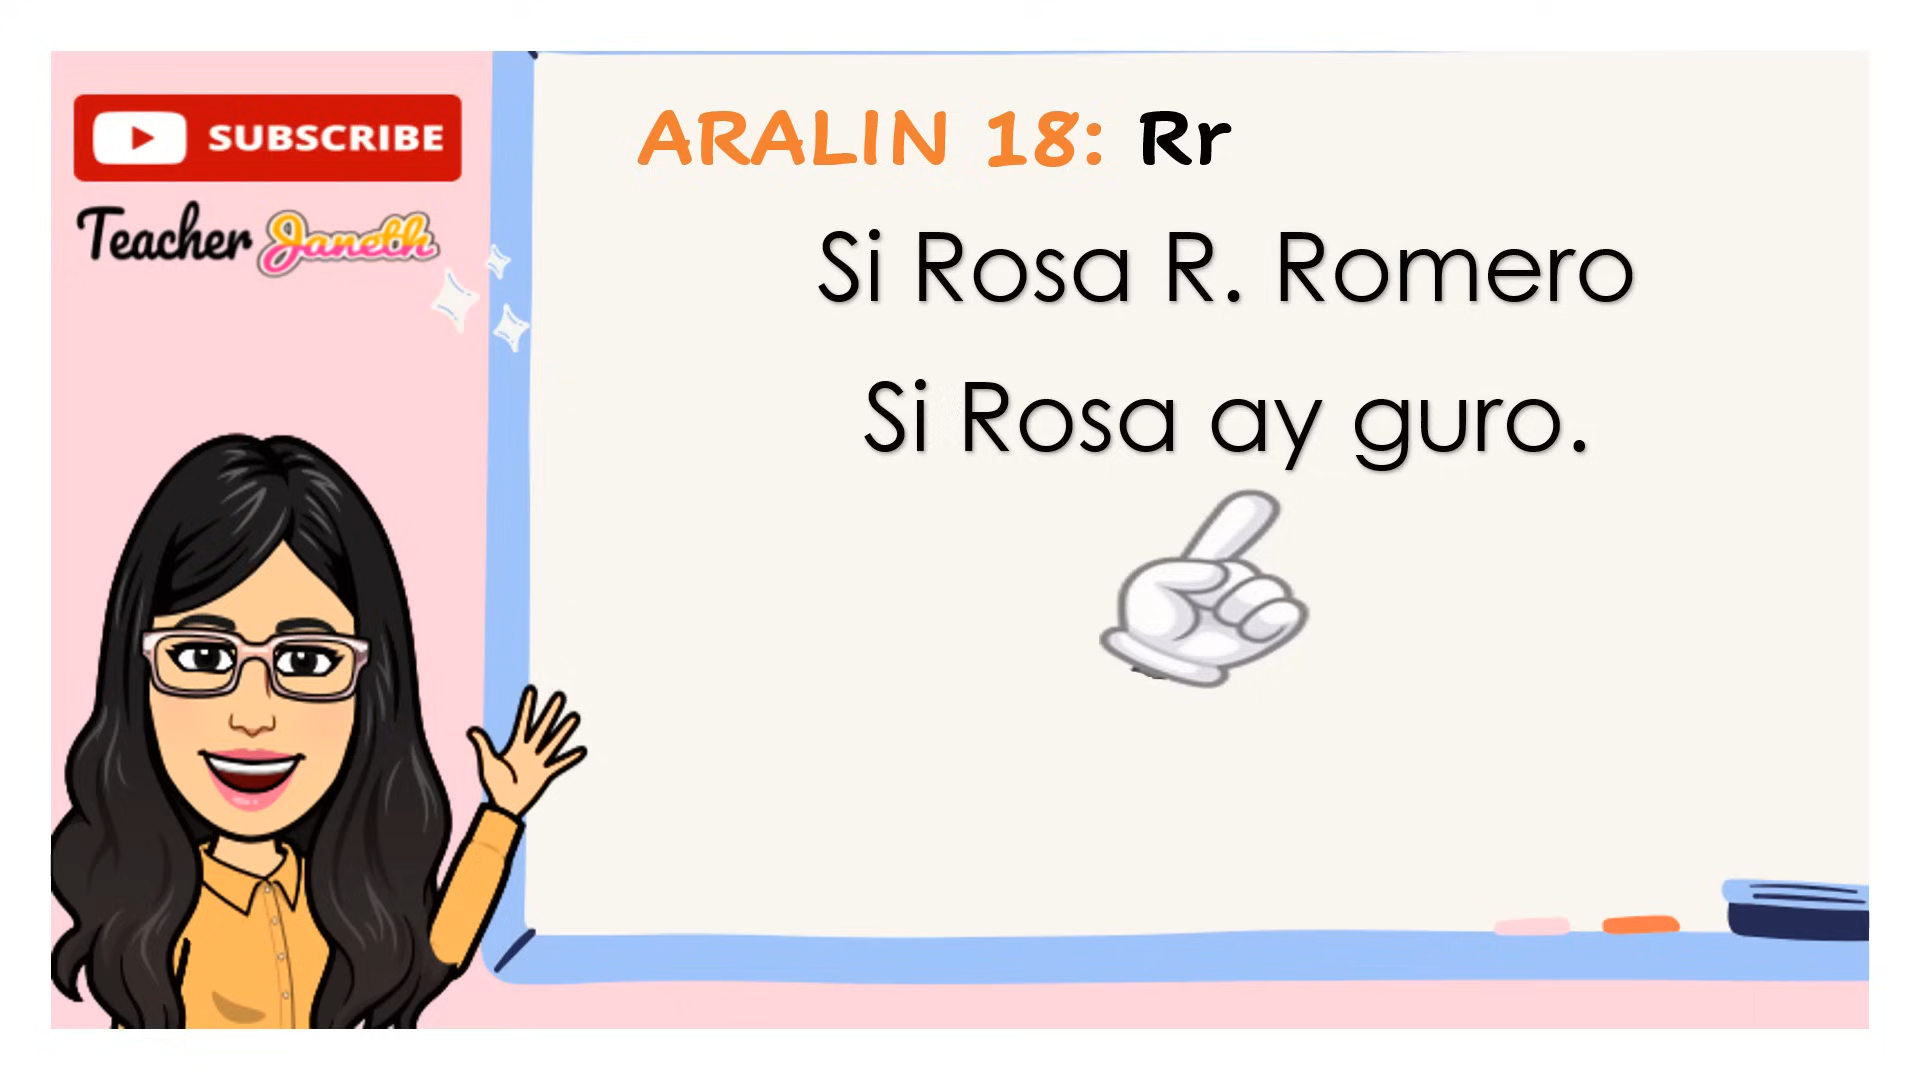 SUBSCRIBE
Teacher Janeth
ARALIN 18: Rr
Si Rosa R. Romero
Si Rosa ay guro.